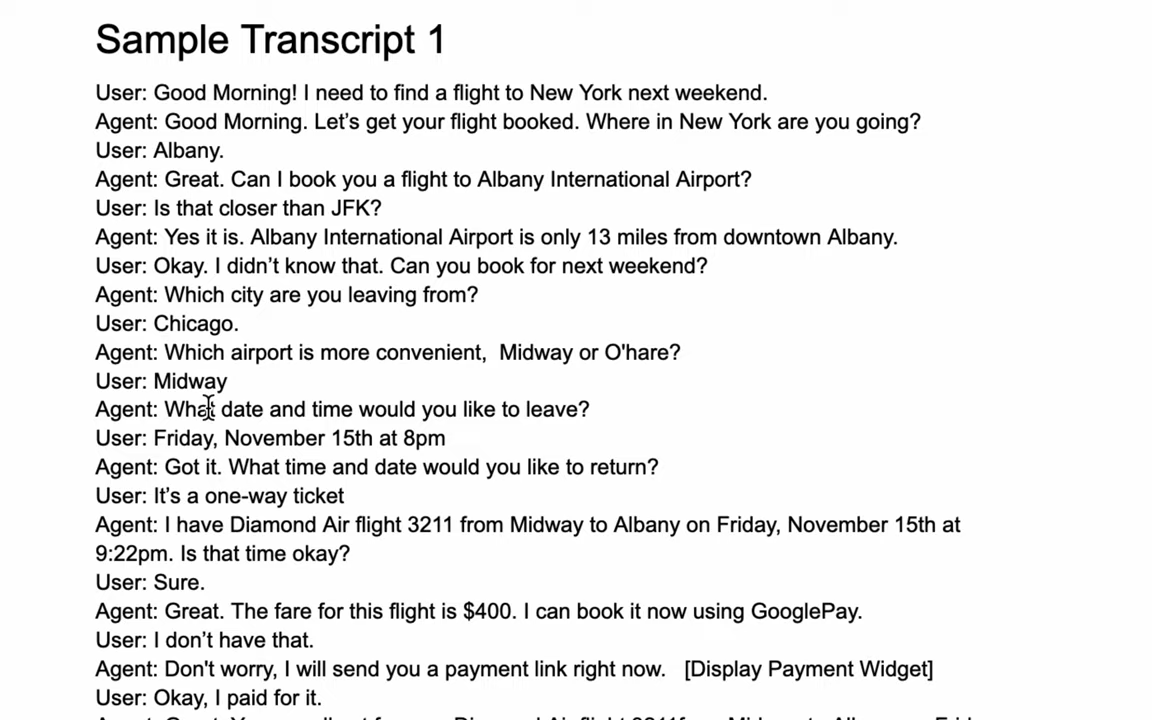 Sample Transcript 1
User: Good Morning! I need to find a flight to New York next weekend.
Agent: Good Morning. Let’s get your flight booked. Where in New York are you going?
User: Albany.
Agent: Great. Can I book you a flight to Albany International Airport?
User: Is that closer than JFK?
Agent: Yes it is. Albany International Airport is only 13 miles from downtown Albany.
User: Okay. I didn’t know that. Can you book for next weekend?
Agent: Which city are you leaving from?
User: Chicago.
Agent: Which airport is more convenient,  Midway or O'hare?
User: Midway
Agent: What date and time would you like to leave?
User: Friday, November 15th at 8pm
Agent: Got it. What time and date would you like to return?
User: It’s a one-way ticket
Agent: I have Diamond Air flight 3211 from Midway to Albany on Friday, November 15th at
9:22pm. Is that time okay?
User: Sure.
Agent: Great. The fare for this flight is $400. I can book it now using GooglePay.
User: I don’t have that.
Agent: Don't worry, I will send you a payment link right now.   [Display Payment Widget]
User: Okay, I paid for it.